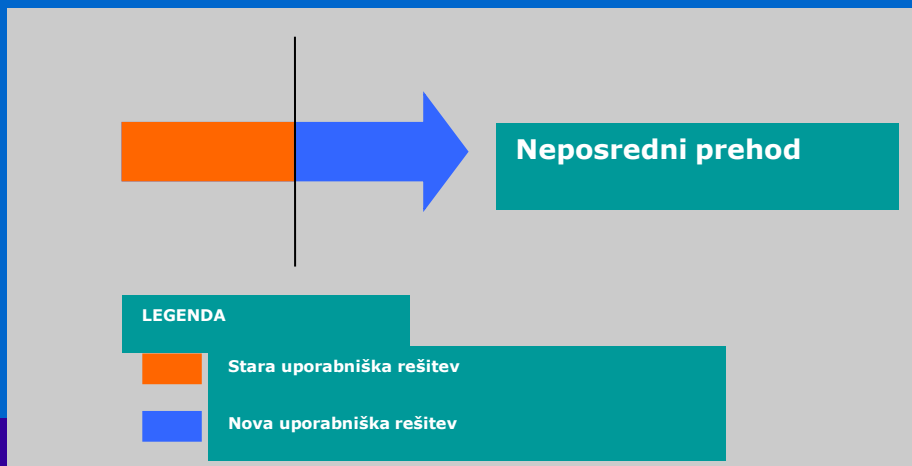 Neposredni prehod
LEGENDA
Stara uporabniška rešitev
Nova uporabniška rešitev